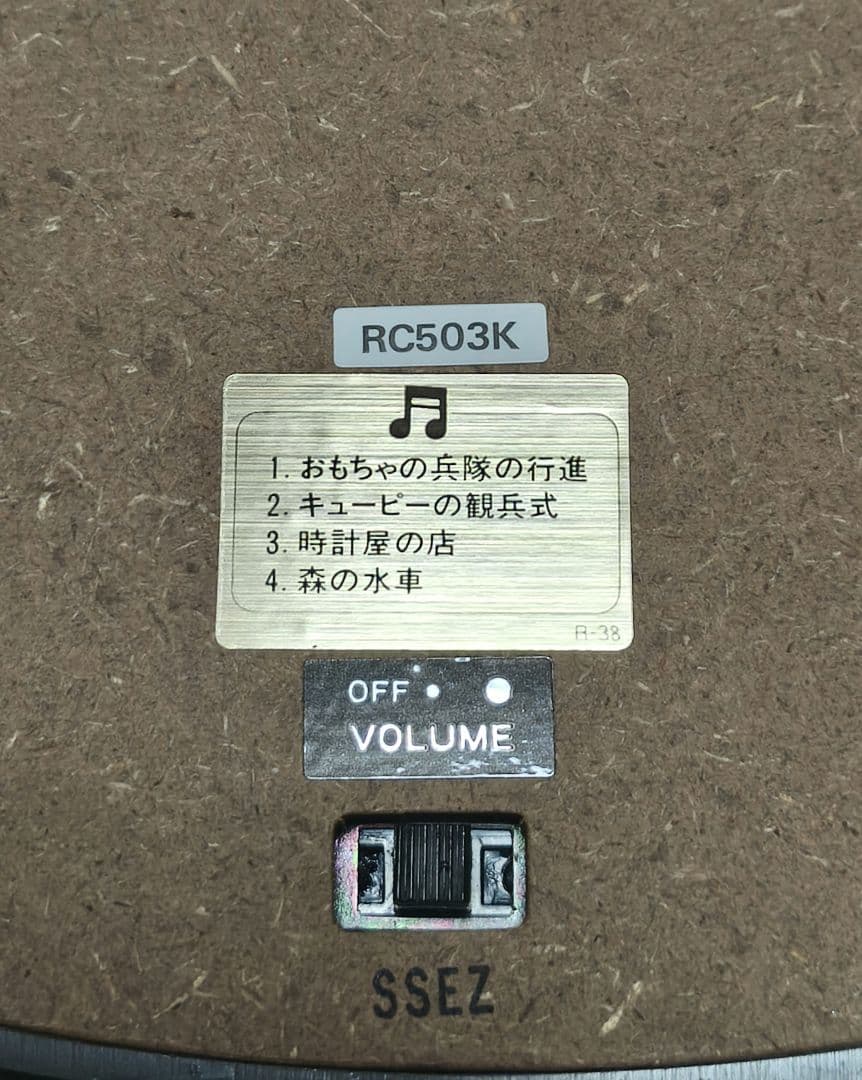 RC503K
1. おもちゃの兵隊の行進
2. キューピーの観兵式
3. 時計屋の店
4. 森の水車
R-38
OFF
VOLUME
SSEZ